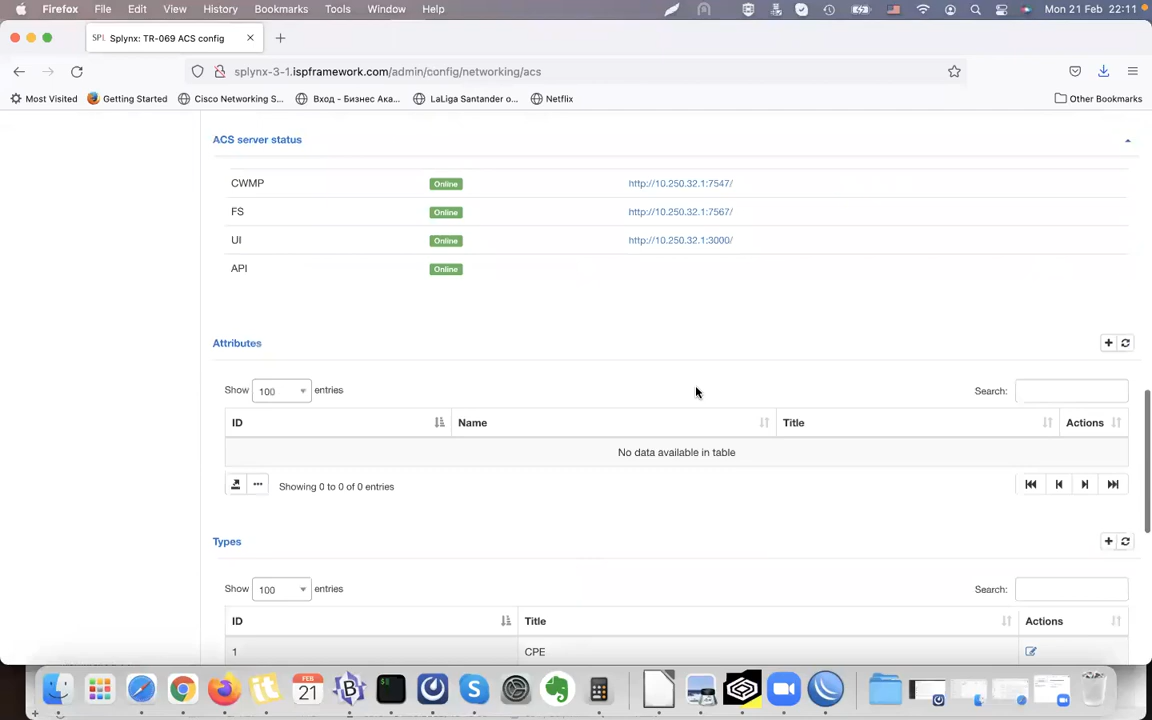 Firefox File Edit View History Bookmarks Tools Window Help Mon 21 Feb 22:11
SPL Splynx: TR-069 ACS config
splynx-3-1.ispframework.com/admin/config/networking/acs
Most Visited Getting Started Cisco Networking S... Вход - Бизнес Ака... LaLiga Santander o... Netflix Other Bookmarks
ACS server status
CWMP Online http://10.250.32.1:7547/
FS Online http://10.250.32.1:7567/
UI Online http://10.250.32.1:3000/
API Online
Attributes
Show 100 entries Search:
ID Name Title Actions
No data available in table
Showing 0 to 0 of 0 entries
Types
Show 100 entries Search:
ID Title Actions
1 CPE
FEB
21